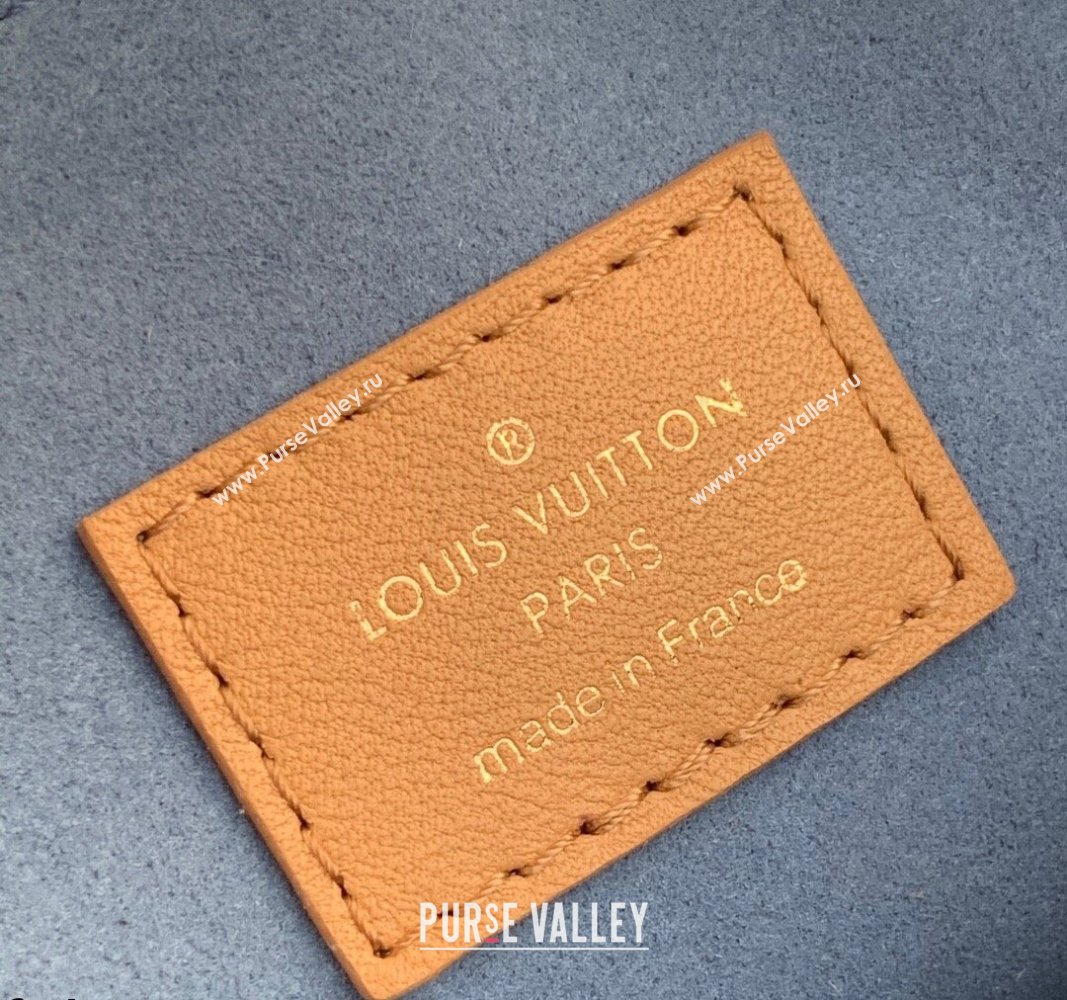 ®
LOUIS VUITTON
PARIS
made in France
www.PurseValley.ru
www.PurseValley.ru
PURSE VALLEY